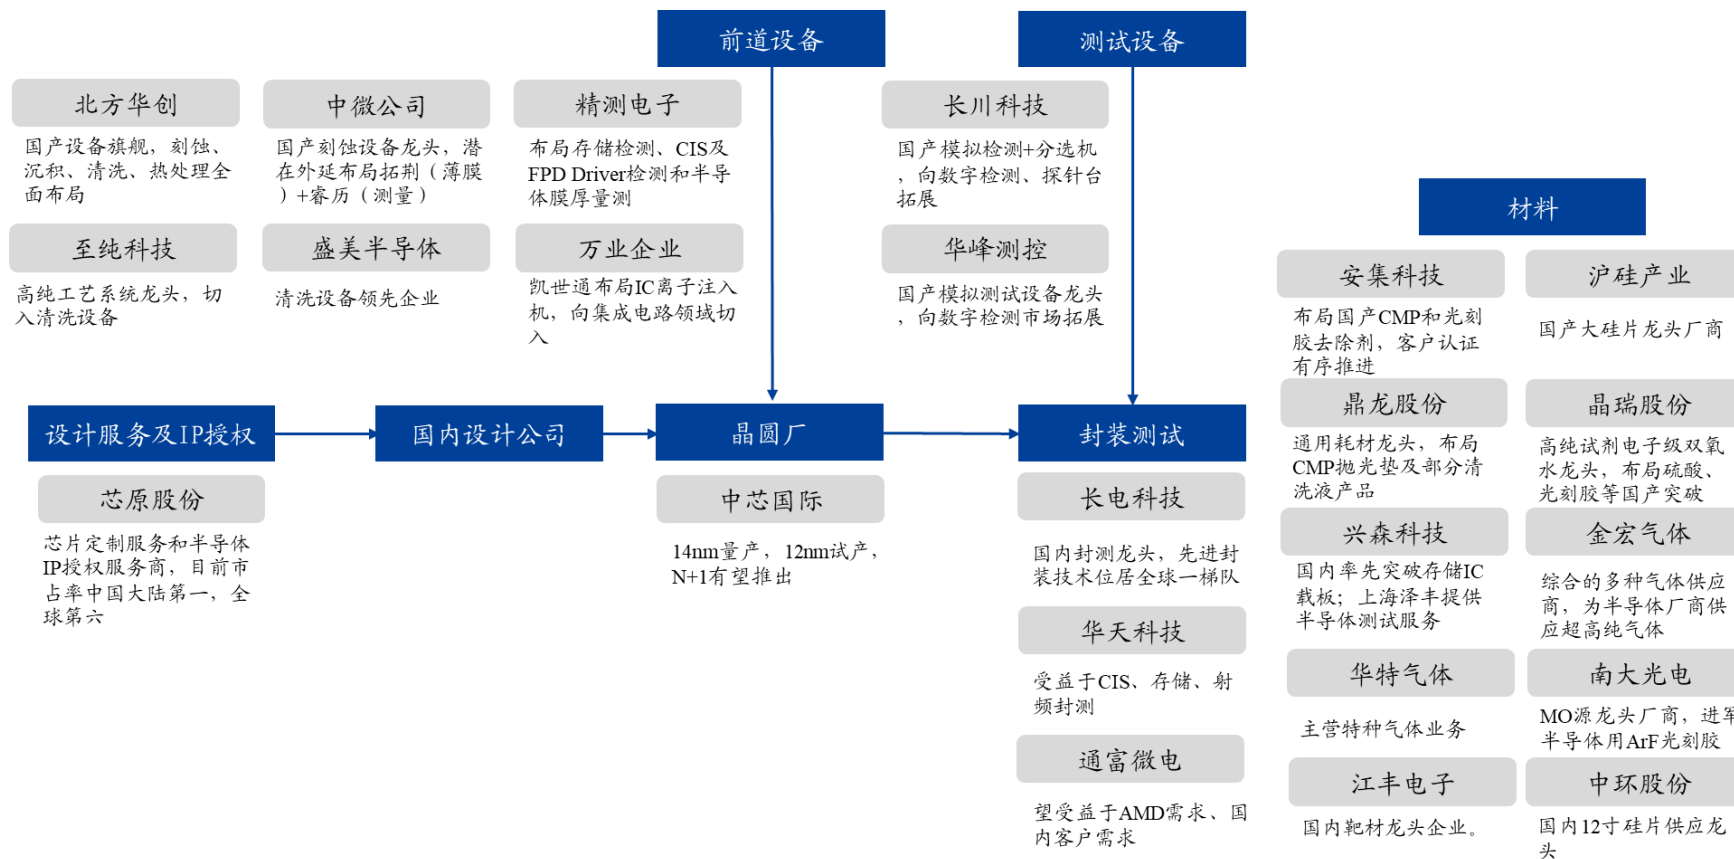 前道设备
测试设备
北方华创
国产设备旗舰，刻蚀、
沉积、清洗、热处理全
面布局
中微公司
国产刻蚀设备龙头，潜
在外延布局拓荆（薄膜
）+睿历（测量）
精测电子
布局存储检测、CIS及
FPD Driver检测和半导
体膜厚量测
长川科技
国产模拟检测+分选机
，向数字检测、探针台
拓展
至纯科技
高纯工艺系统龙头，切
入清洗设备
盛美半导体
清洗设备领先企业
万业企业
凯世通布局IC离子注入
机，向集成电路领域切
入
华峰测控
国产模拟测试设备龙头
，向数字检测市场拓展
设计服务及IP授权
国内设计公司
晶圆厂
封装测试
芯原股份
芯片定制服务和半导体
IP授权服务商，目前市
占率中国大陆第一，全
球第六
中芯国际
14nm量产，12nm试产，
N+1有望推出
长电科技
国内封测龙头，先进封
装技术位居全球一梯队
华天科技
受益于CIS、存储、射
频封测
通富微电
望受益于AMD需求、国
内客户需求
材料
安集科技
布局国产CMP和光刻
胶去除剂，客户认证
有序推进
沪硅产业
国产大硅片龙头厂商
鼎龙股份
通用耗材龙头，布局
CMP抛光垫及部分清
洗液产品
晶瑞股份
高纯试剂电子级双氧
水龙头，布局硫酸、
光刻胶等国产突破
兴森科技
国内率先突破存储IC
载板；上海泽丰提供
半导体测试服务
金宏气体
综合的多种气体供应
商，为半导体厂商供
应超高纯气体
华特气体
主营特种气体业务
南大光电
MO源龙头厂商，进军
半导体用ArF光刻胶
江丰电子
国内靶材龙头企业。
中环股份
国内12寸硅片供应龙
头